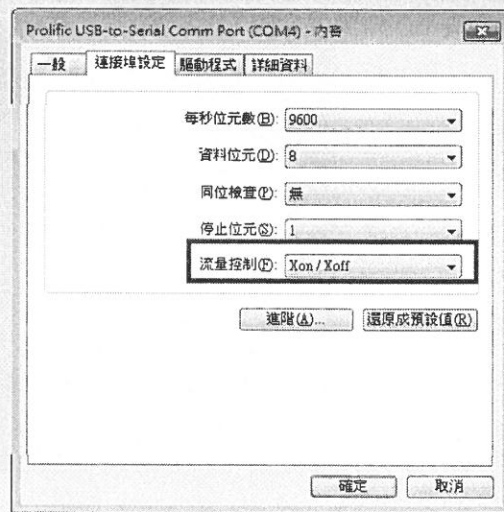 Prolific USB-to-Serial Comm Port (COM4) - 內容
一般 連接埠設定 驅動程式 詳細資料
每秒位元數(B): 9600
資料位元(D): 8
同位檢查(P): 無
停止位元(S): 1
流量控制(F): Xon / Xoff
進階(A)... 還原成預設值(R)
確定 取消